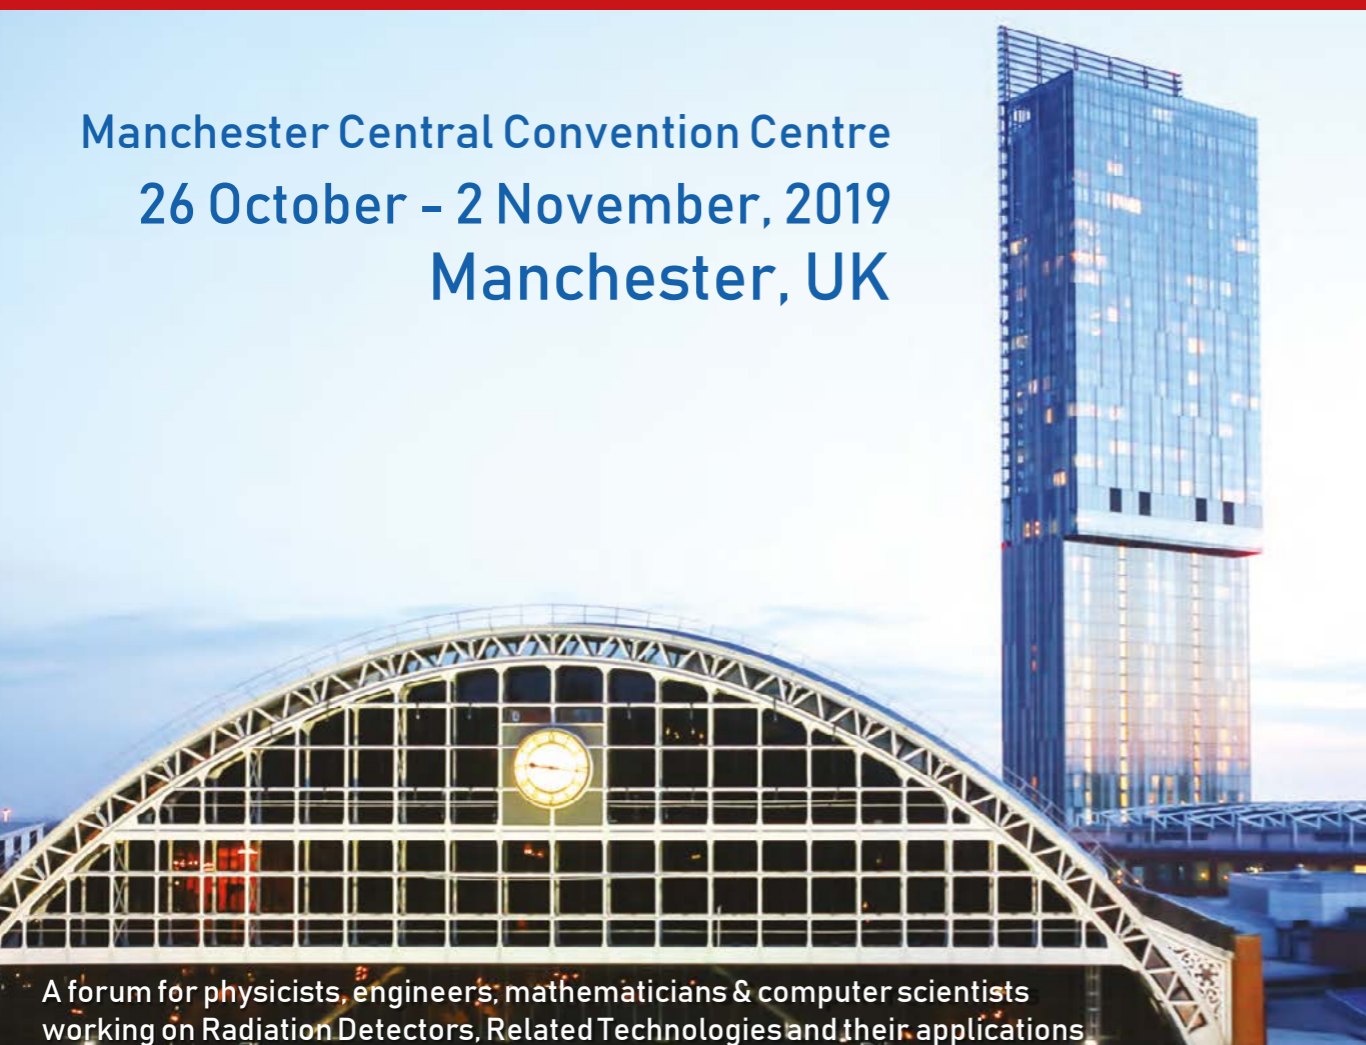 Manchester Central Convention Centre
26 October - 2 November, 2019
Manchester, UK
A forum for physicists, engineers, mathematicians & computer scientists
working on Radiation Detectors, Related Technologies and their applications